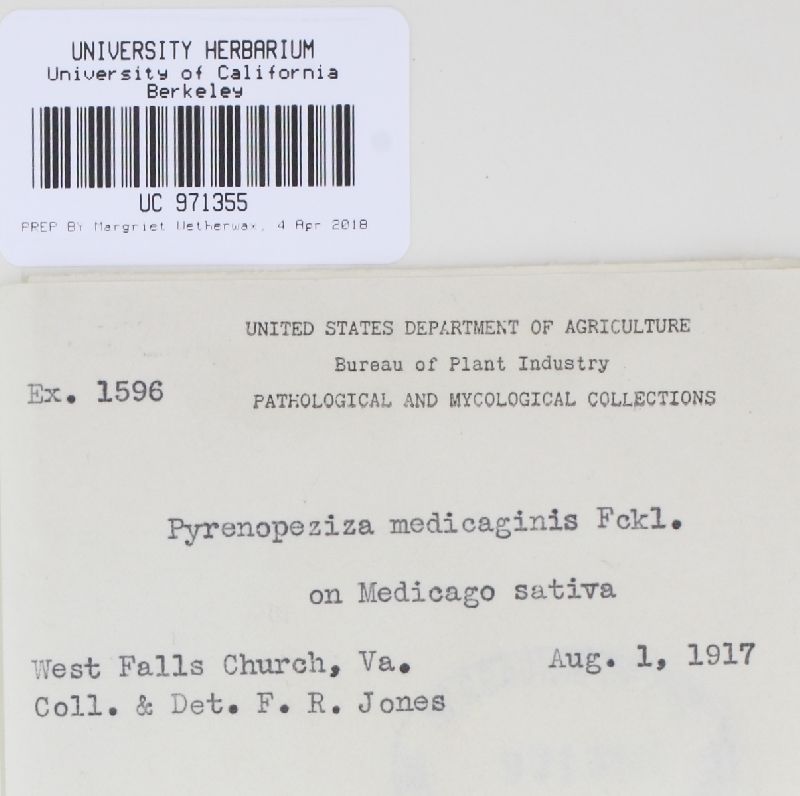 UNIVERSITY HERBARIUM
University of California
Berkeley
UC 971355
PREP BY Margriet Wetherwax, 4 Apr 2018
UNITED STATES DEPARTMENT OF AGRICULTURE
Bureau of Plant Industry
Ex. 1596
PATHOLOGICAL AND MYCOLOGICAL COLLECTIONS
Pyrenopeziza medicaginis Fckl.
on Medicago sativa
West Falls Church, Va. Aug. 1, 1917
Coll. & Det. F. R. Jones